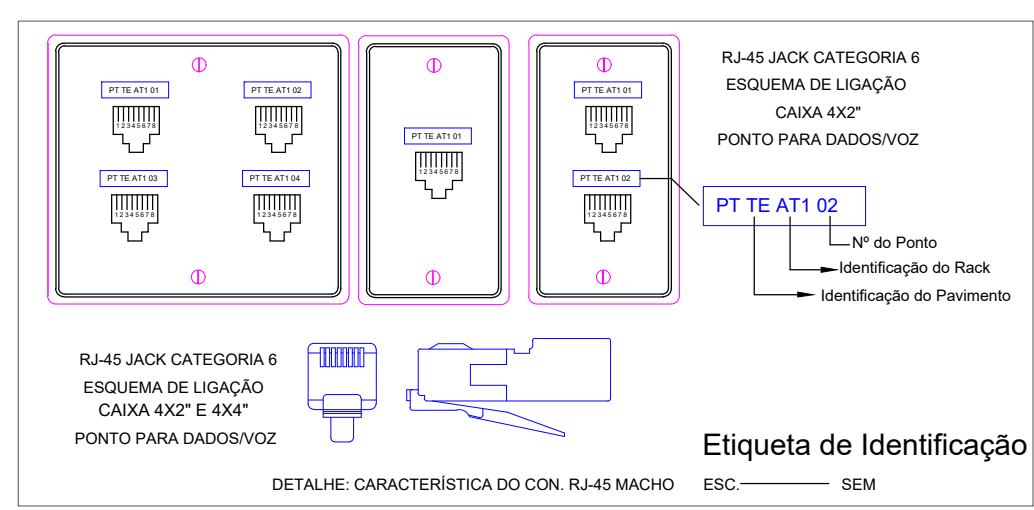 PT TE AT1 01
PT TE AT1 02
12345678
12345678
PT TE AT1 03
PT TE AT1 04
12345678
12345678
PT TE AT1 01
12345678
PT TE AT1 01
12345678
PT TE AT1 02
12345678
RJ-45 JACK CATEGORIA 6
ESQUEMA DE LIGAÇÃO
CAIXA 4X2"
PONTO PARA DADOS/VOZ
PT TE AT1 02
Nº do Ponto
Identificação do Rack
Identificação do Pavimento
RJ-45 JACK CATEGORIA 6
ESQUEMA DE LIGAÇÃO
CAIXA 4X2" E 4X4"
PONTO PARA DADOS/VOZ
Etiqueta de Identificação
DETALHE: CARACTERÍSTICA DO CON. RJ-45 MACHO
ESC. SEM